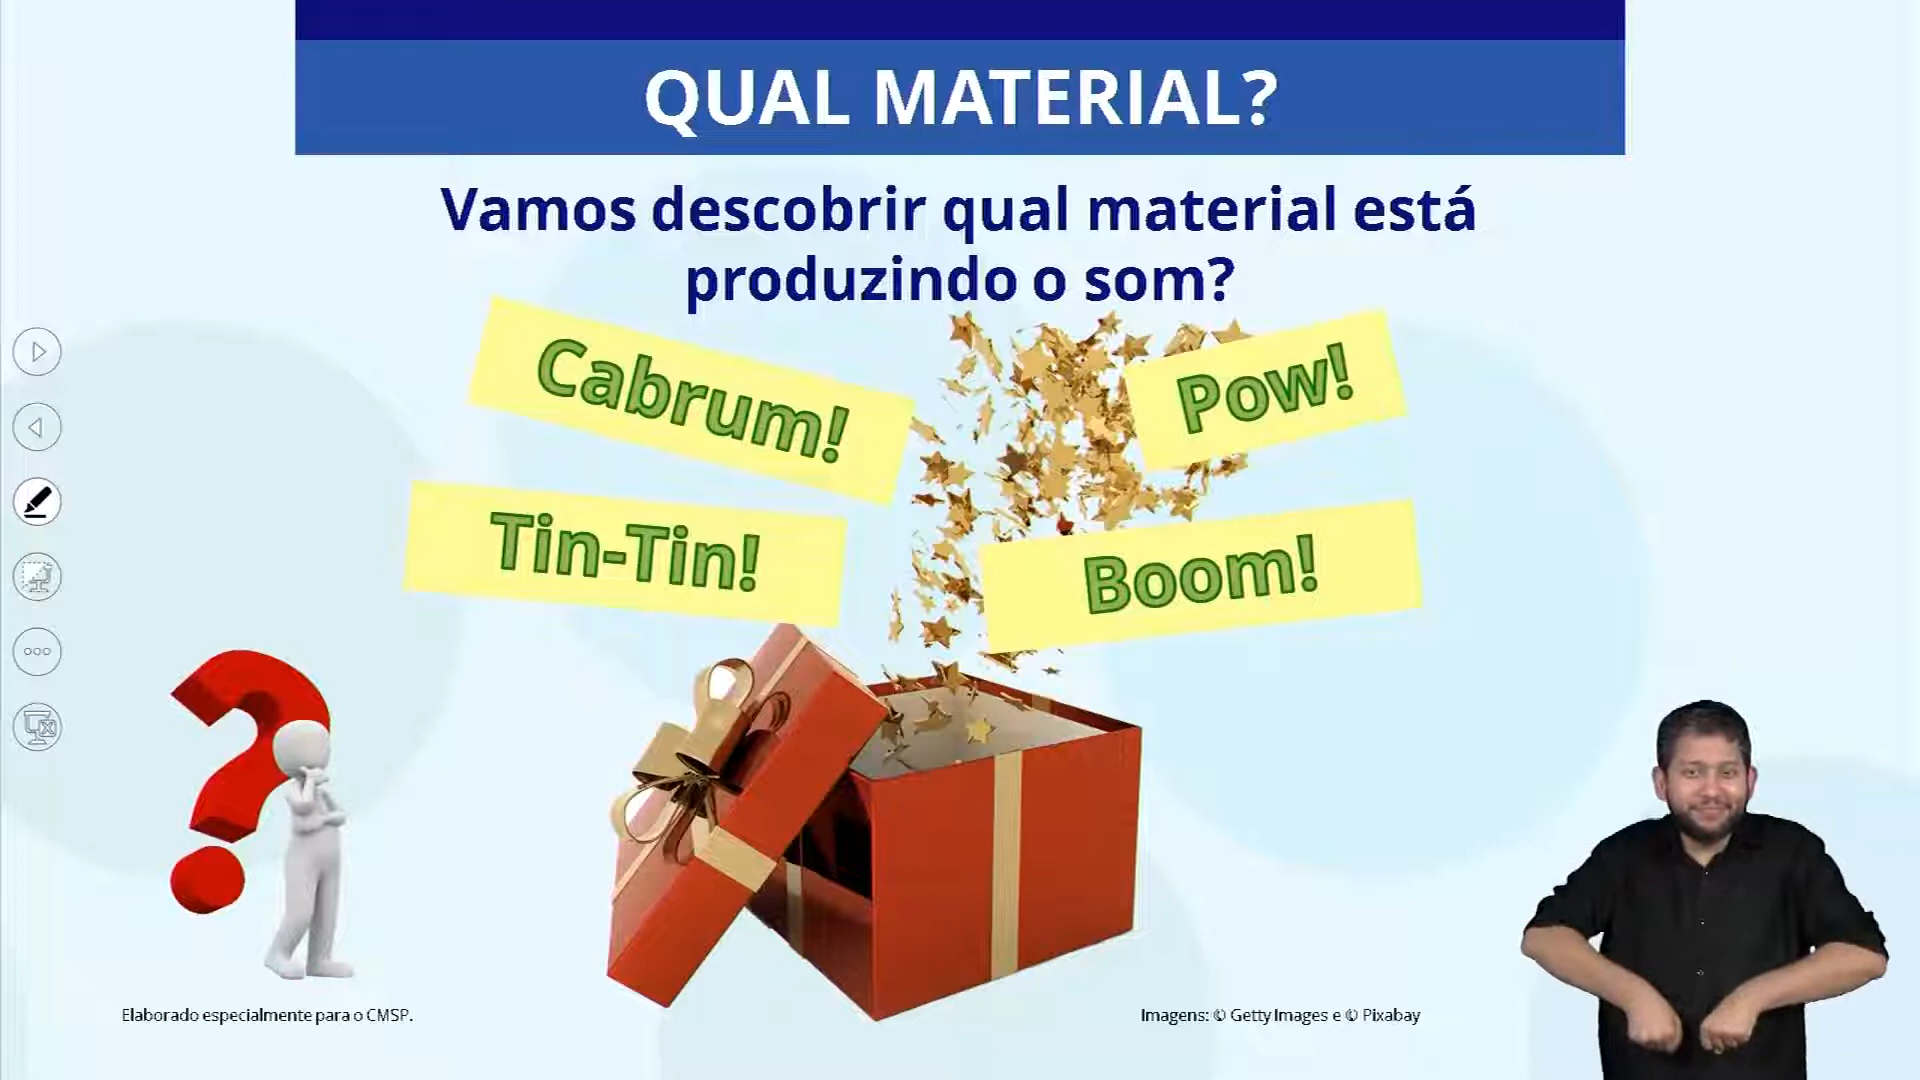 QUAL MATERIAL?
Vamos descobrir qual material está
produzindo o som?
Cabrum!
Pow!
Tin-Tin!
Boom!
Elaborado especialmente para o CMSP.
Imagens: © Getty Images e © Pixabay